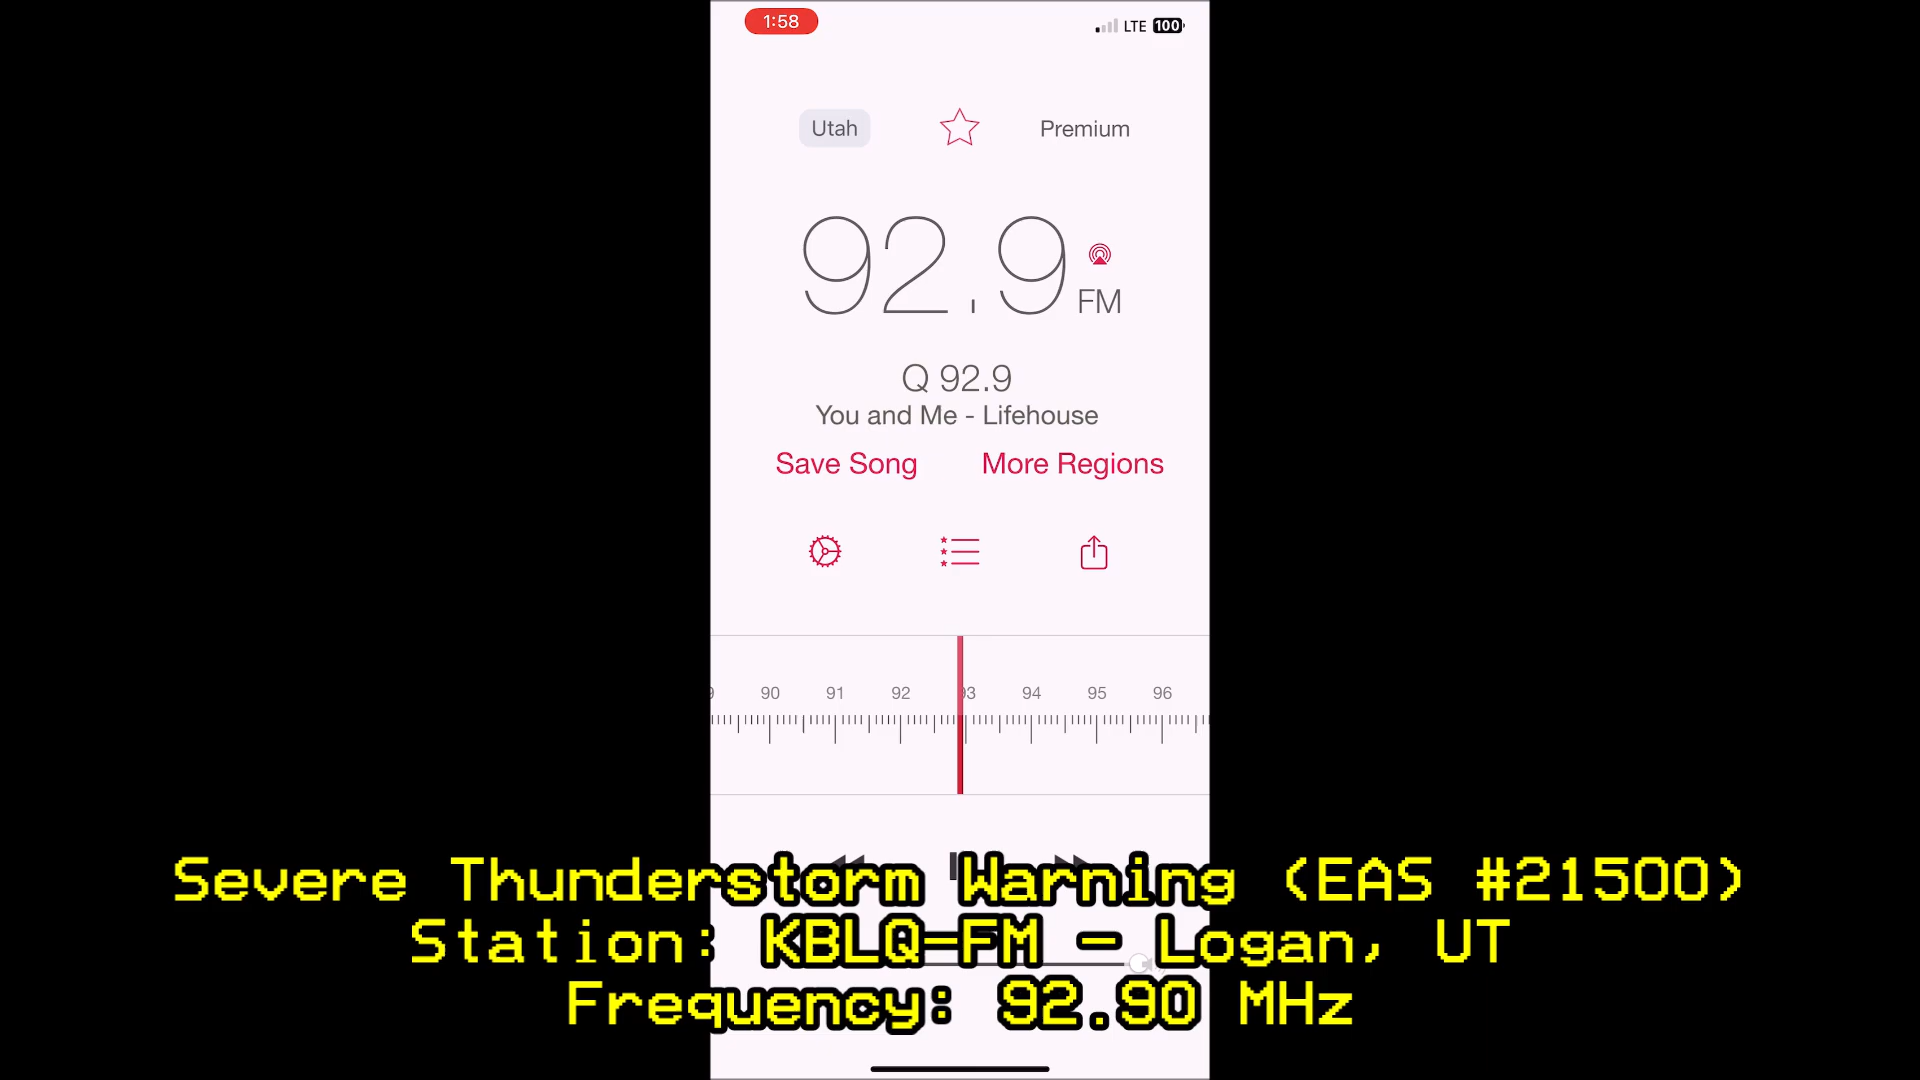 1:58
LTE 100
Utah
Premium
92.9 FM
Q 92.9
You and Me - Lifehouse
Save Song More Regions
90 91 92 93 94 95 96
Severe Thunderstorm Warning (EAS #21500)
Station: KBLQ-FM - Logan, UT
Frequency: 92.90 MHz